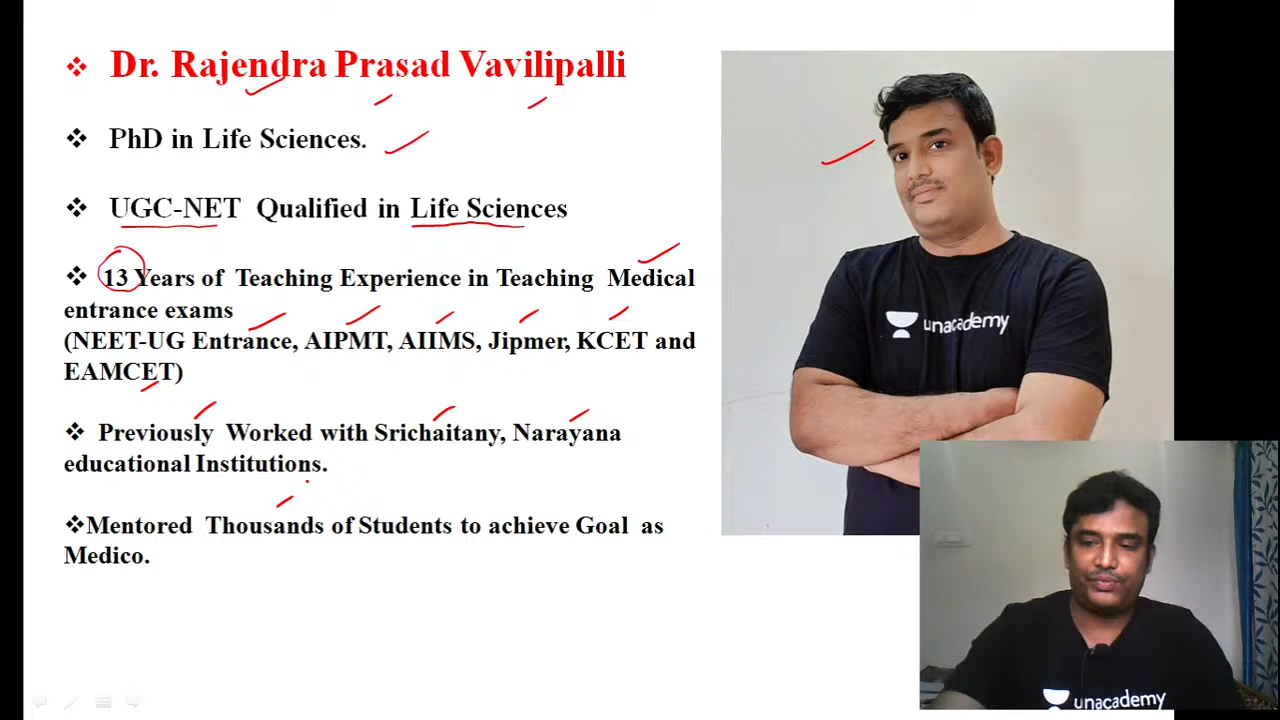 Dr. Rajendra Prasad Vavilipalli
PhD in Life Sciences.
UGC-NET Qualified in Life Sciences
13 Years of Teaching Experience in Teaching Medical
entrance exams
(NEET-UG Entrance, AIPMT, AIIMS, Jipmer, KCET and
EAMCET)
Previously Worked with Srichaitany, Narayana
educational Institutions.
Mentored Thousands of Students to achieve Goal as
Medico.
unacademy
unacademy